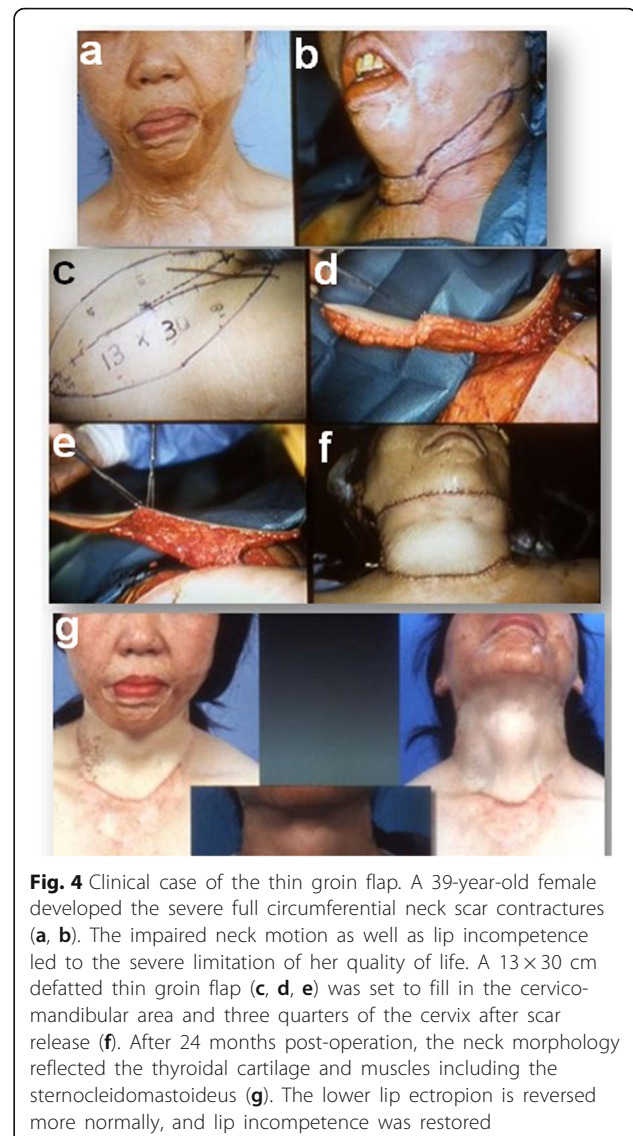 a
b
c
13 x 30
d
e
f
g
Fig. 4 Clinical case of the thin groin flap. A 39-year-old female
developed the severe full circumferential neck scar contractures
(a, b). The impaired neck motion as well as lip incompetence
led to the severe limitation of her quality of life. A 13 × 30 cm
defatted thin groin flap (c, d, e) was set to fill in the cervico-
mandibular area and three quarters of the cervix after scar
release (f). After 24 months post-operation, the neck morphology
reflected the thyroidal cartilage and muscles including the
sternocleidomastoideus (g). The lower lip ectropion is reversed
more normally, and lip incompetence was restored